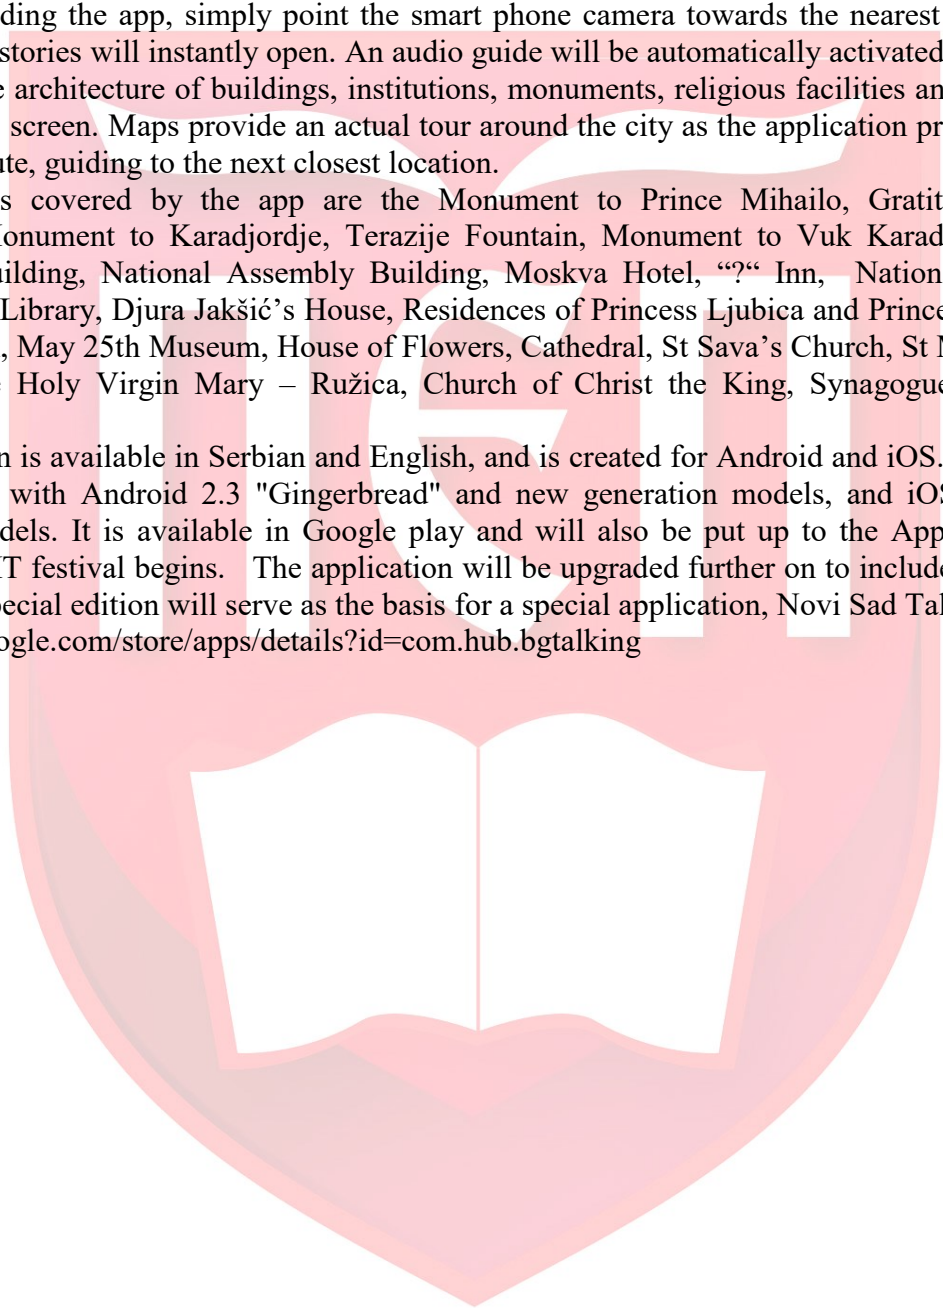 ding the app, simply point the smart phone camera towards the nearest
stories will instantly open. An audio guide will be automatically activated
e architecture of buildings, institutions, monuments, religious facilities an
screen. Maps provide an actual tour around the city as the application pr
ute, guiding to the next closest location.
s covered by the app are the Monument to Prince Mihailo, Gratit
Monument to Karadjordje, Terazije Fountain, Monument to Vuk Karad
uilding, National Assembly Building, Moskva Hotel, “?“ Inn, Nation
Library, Djura Jakšić’s House, Residences of Princess Ljubica and Prince
, May 25th Museum, House of Flowers, Cathedral, St Sava’s Church, St M
e Holy Virgin Mary – Ružica, Church of Christ the King, Synagogue
n is available in Serbian and English, and is created for Android and iOS.
with Android 2.3 "Gingerbread" and new generation models, and iOS
dels. It is available in Google play and will also be put up to the App
IT festival begins. The application will be upgraded further on to include
pecial edition will serve as the basis for a special application, Novi Sad Tal
ogle.com/store/apps/details?id=com.hub.bgtalking